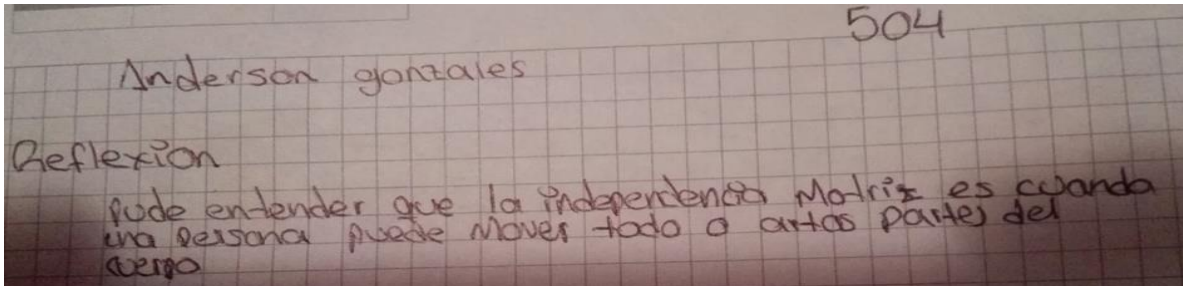 504
Anderson gonzales
Reflexion
pude entender que la independencia Motriz es cuando
una persona puede mover todo o artas partes del
cuerpo